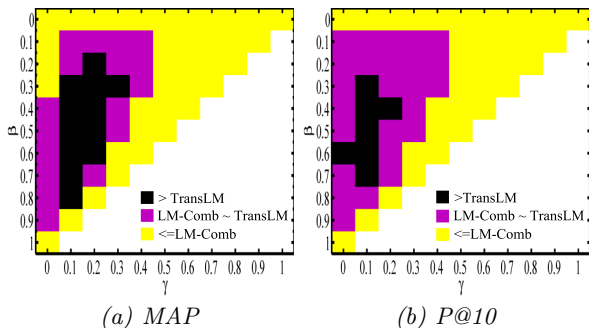 0
0.1
0.2
0.3
0.4
β 0.5
0.6
0.7
0.8
0.9
1
> TransLM
LM-Comb ~ TransLM
<=LM-Comb
0 0.1 0.2 0.3 0.4 0.5 0.6 0.7 0.8 0.9 1
γ
(a) MAP
0
0.1
0.2
0.3
0.4
β 0.5
0.6
0.7
0.8
0.9
1
>TransLM
LM-Comb ~ TransLM
<=LM-Comb
0 0.1 0.2 0.3 0.4 0.5 0.6 0.7 0.8 0.9 1
γ
(b) P@10